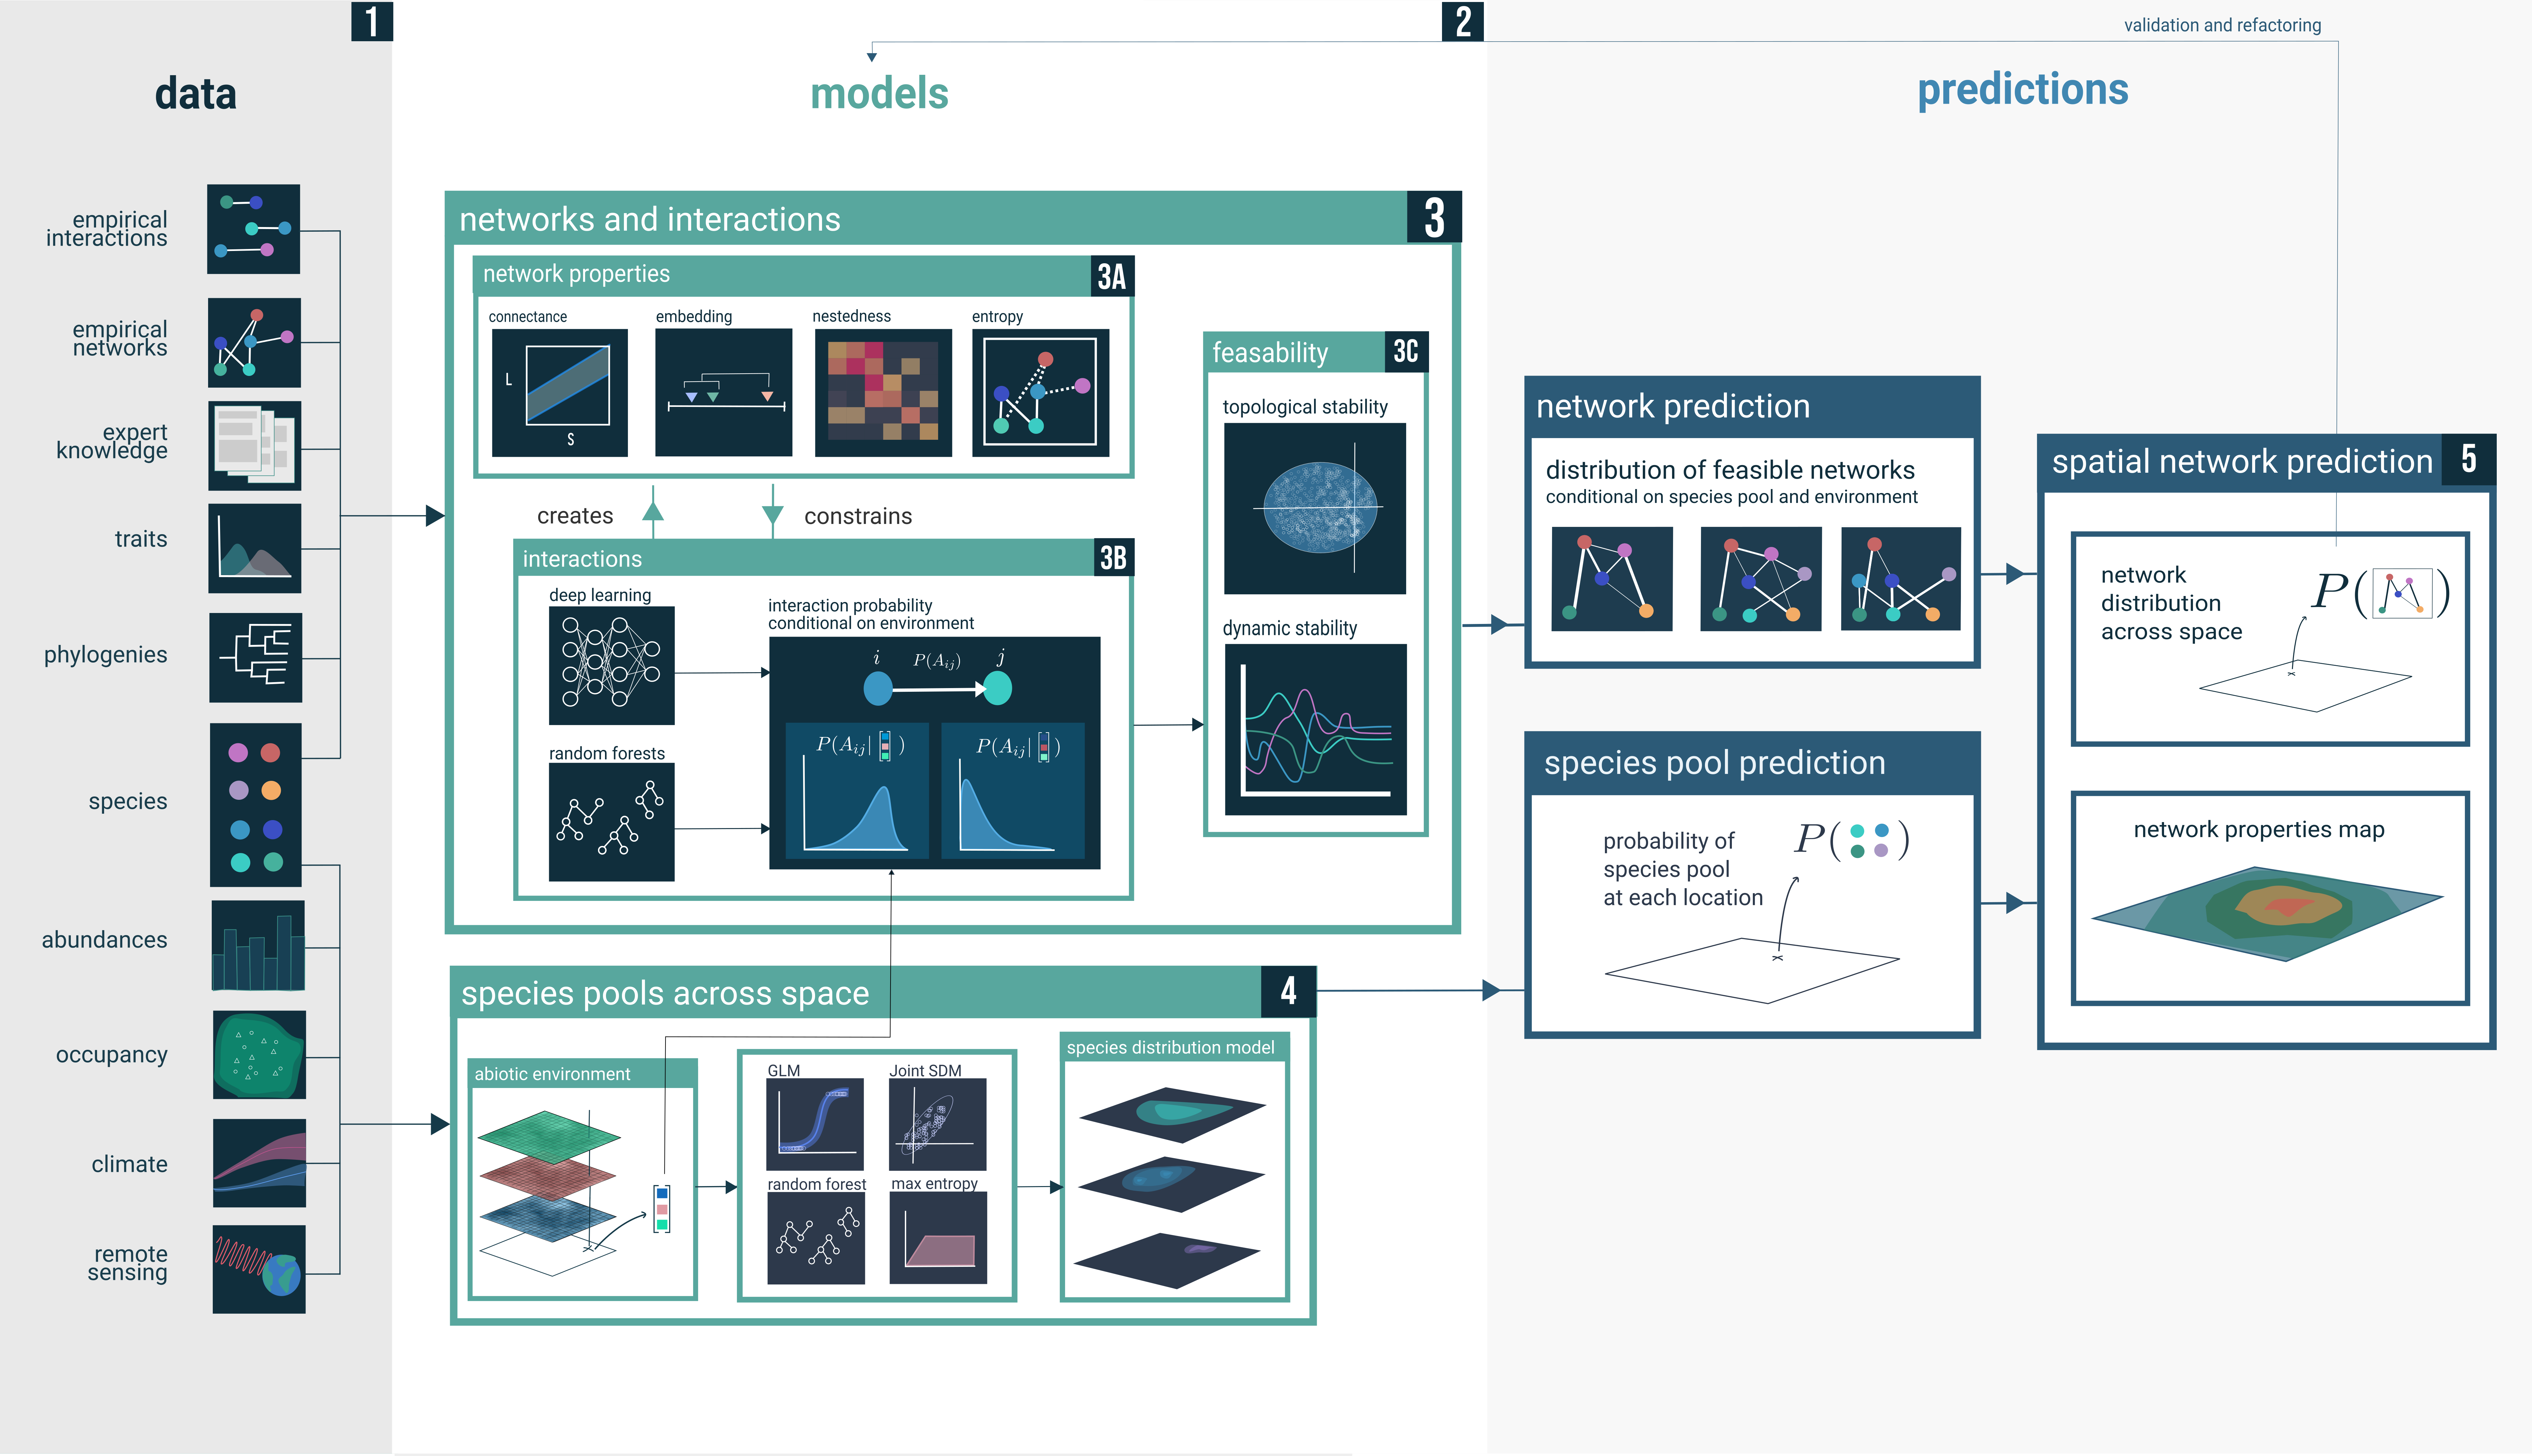 1
2
validation and refactoring
data
models
predictions
empirical
interactions
empirical
networks
expert
knowledge
traits
phylogenies
species
abundances
occupancy
climate
remote
sensing
networks and interactions
3
network properties
3A
connectance
embedding
nestedness
entropy
L
S
creates
constrains
interactions
3B
deep learning
random forests
interaction probability
conditional on environment
i
P(A_{ij})
j
P(A_{ij}|[ ])
P(A_{ij}|[ ])
feasability
3C
topological stability
dynamic stability
species pools across space
4
abiotic environment
GLM
Joint SDM
random forest
max entropy
species distribution model
network prediction
distribution of feasible networks
conditional on species pool and environment
species pool prediction
probability of
species pool
at each location
P( )
spatial network prediction
5
network
distribution
across space
P( )
network properties map